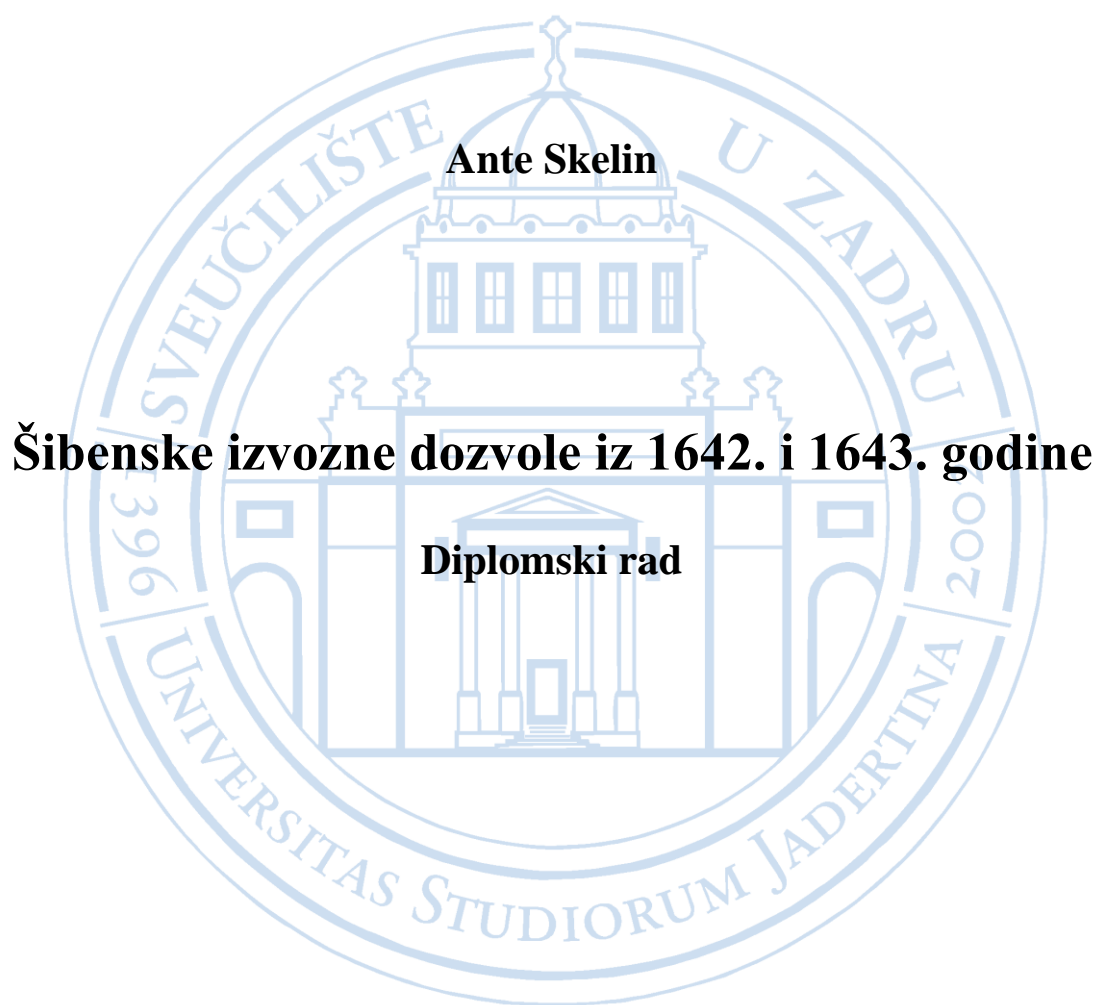 Ante Skelin
Šibenske izvozne dozvole iz 1642. i 1643. godine
Diplomski rad
SVEUČILIŠTE U ZADRU
1396
2002
UNIVERSITAS STUDIORUM JADERTINA